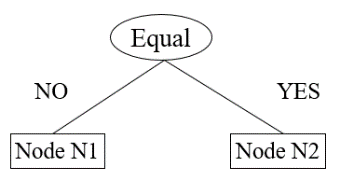 Equal
NO
YES
Node N1
Node N2